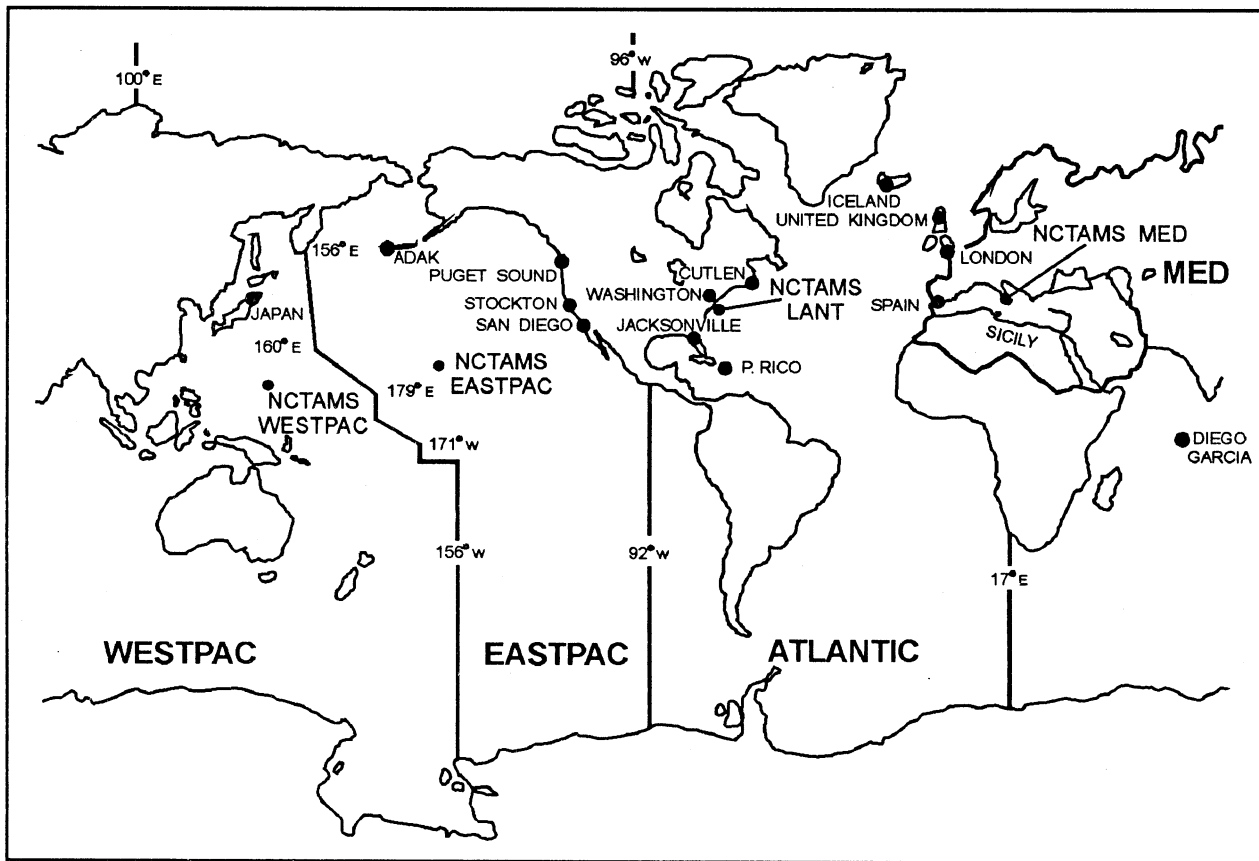 100° E
96° W
ICELAND
UNITED KINGDOM
NCTAMS MED
LONDON
MED
156° E
ADAK
PUGET SOUND
CUTLEN
WASHINGTON
NCTAMS
LANT
STOCKTON
SPAIN
JAPAN
SAN DIEGO
JACKSONVILLE
SICILY
160° E
NCTAMS
EASTPAC
P. RICO
179° E
NCTAMS
WESTPAC
171° W
DIEGO
GARCIA
156° W
92° W
17° E
WESTPAC
EASTPAC
ATLANTIC